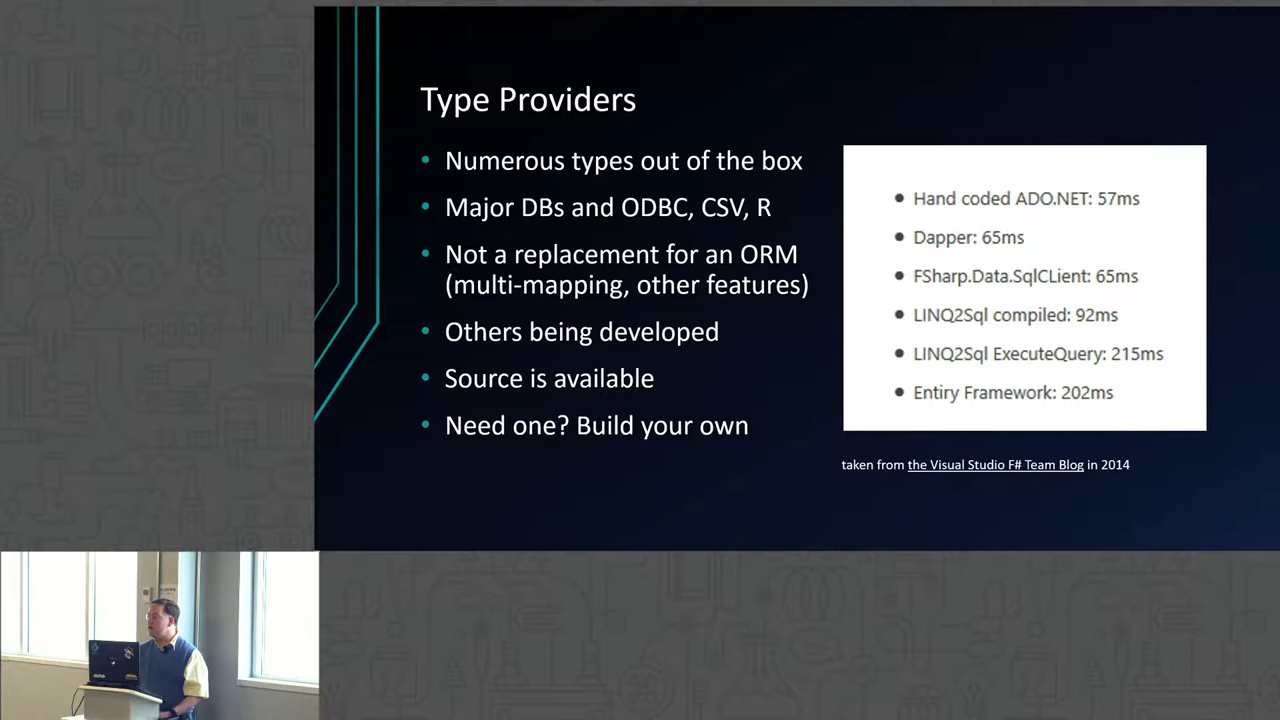 Type Providers
• Numerous types out of the box
• Major DBs and ODBC, CSV, R
• Not a replacement for an ORM
(multi-mapping, other features)
• Others being developed
• Source is available
• Need one? Build your own
• Hand coded ADO.NET: 57ms
• Dapper: 65ms
• FSharp.Data.SqlCLient: 65ms
• LINQ2Sql compiled: 92ms
• LINQ2Sql ExecuteQuery: 215ms
• Entiry Framework: 202ms
taken from the Visual Studio F# Team Blog in 2014